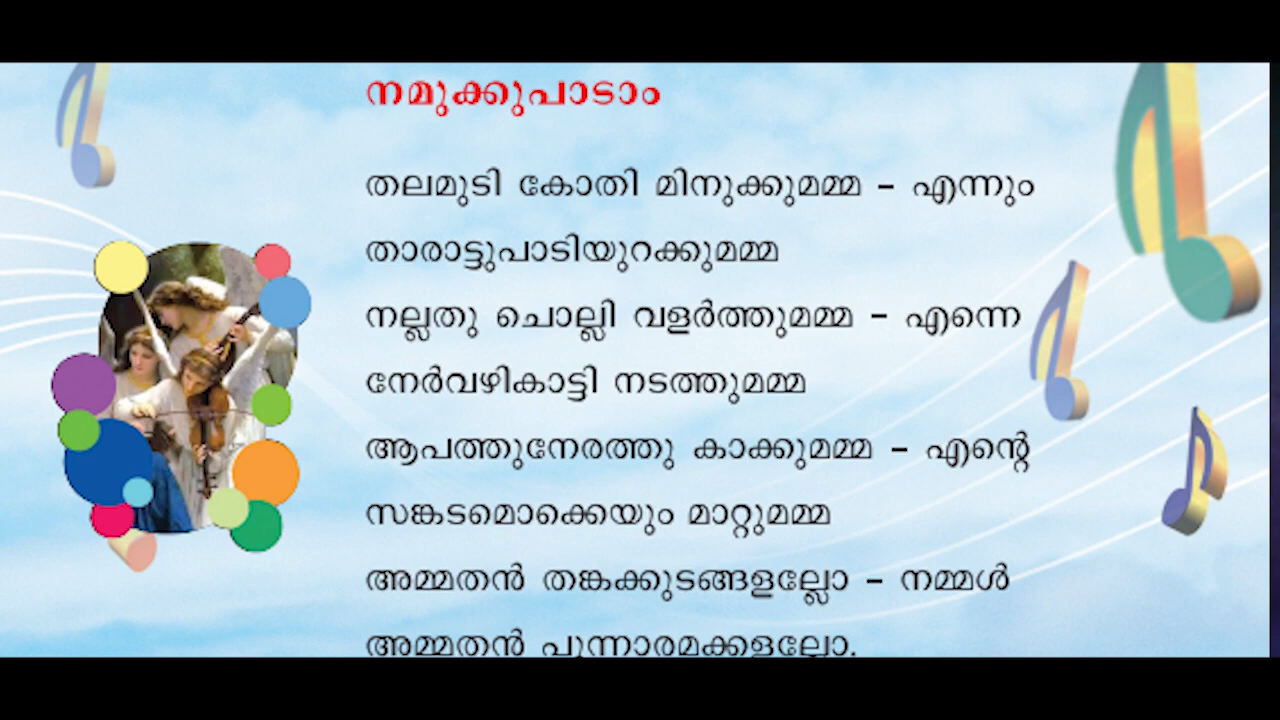 നമുക്കുപാടാം
തലമുടി കോതി മിനുക്കുമമ്മ – എന്നും
താരാട്ടുപാടിയുറക്കുമമ്മ
നല്ലതു ചൊല്ലി വളർത്തുമമ്മ – എന്നെ
നേർവഴികാട്ടി നടത്തുമമ്മ
ആപത്തുനേരത്തു കാക്കുമമ്മ – എന്റെ
സങ്കടമൊക്കെയും മാറ്റുമമ്മ
അമ്മതൻ തങ്കക്കുടങ്ങളല്ലോ – നമ്മൾ
അമ്മതൻ പുന്നാരമക്കളല്ലോ.